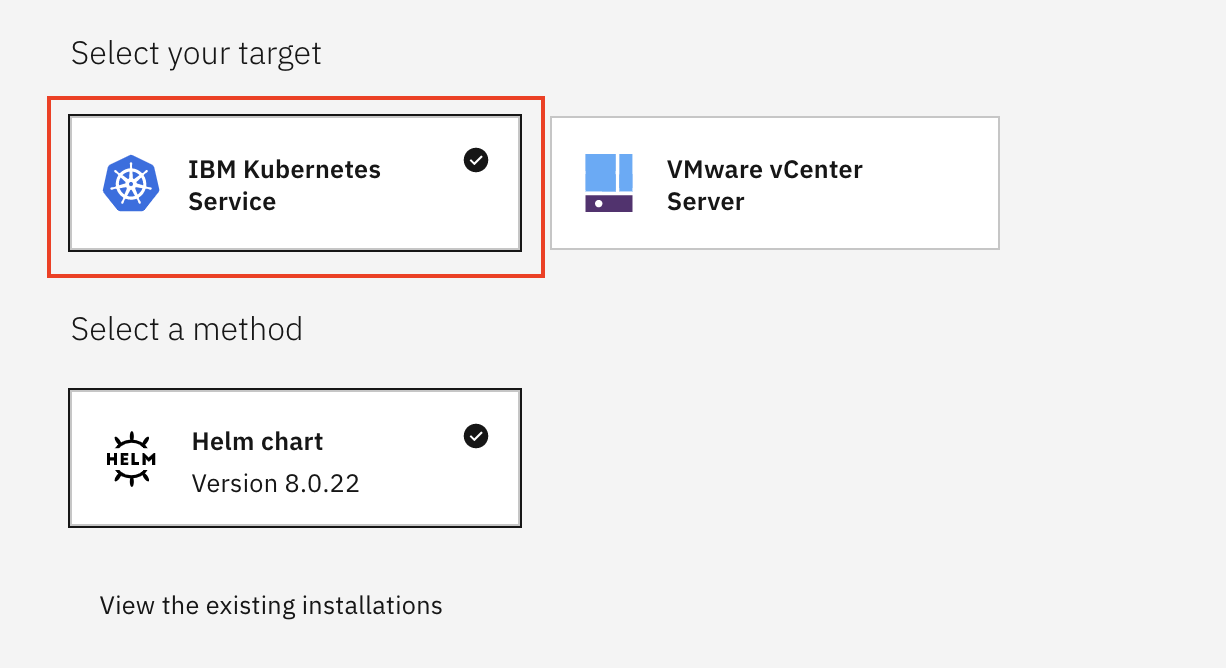 Select your target
IBM Kubernetes
Service
VMware vCenter
Server
Select a method
HELM
Helm chart
Version 8.0.22
View the existing installations